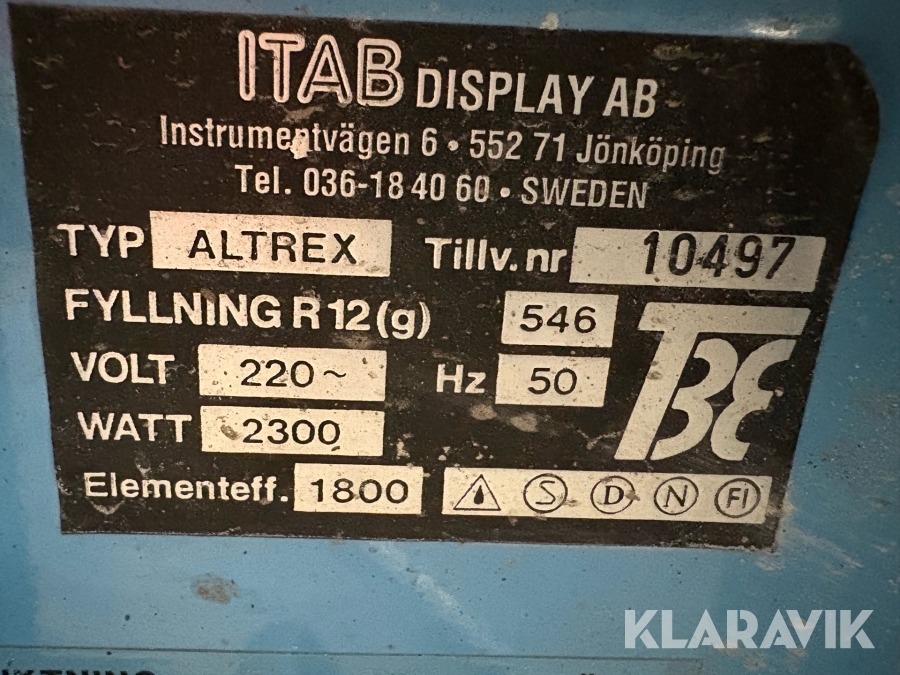 ITAB DISPLAY AB
Instrumentvägen 6 • 552 71 Jönköping
Tel. 036-18 40 60 • SWEDEN
TYP ALTREX Tillv.nr 10497
FYLLNING R 12 (g) 546
VOLT 220~ Hz 50
WATT 2300
TBE
Elementeff. 1800 S D N FI
KLARAVIK